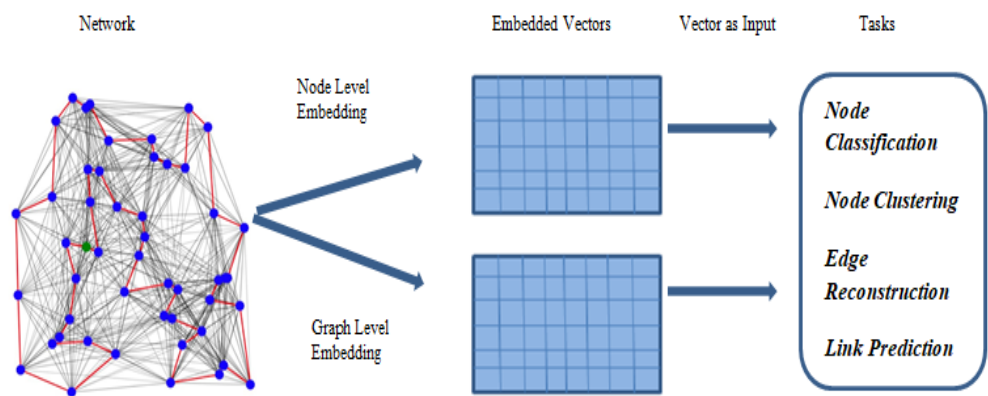 Network
Embedded Vectors
Vector as Input
Tasks
Node Level
Embedding
Graph Level
Embedding
Node
Classification
Node Clustering
Edge
Reconstruction
Link Prediction